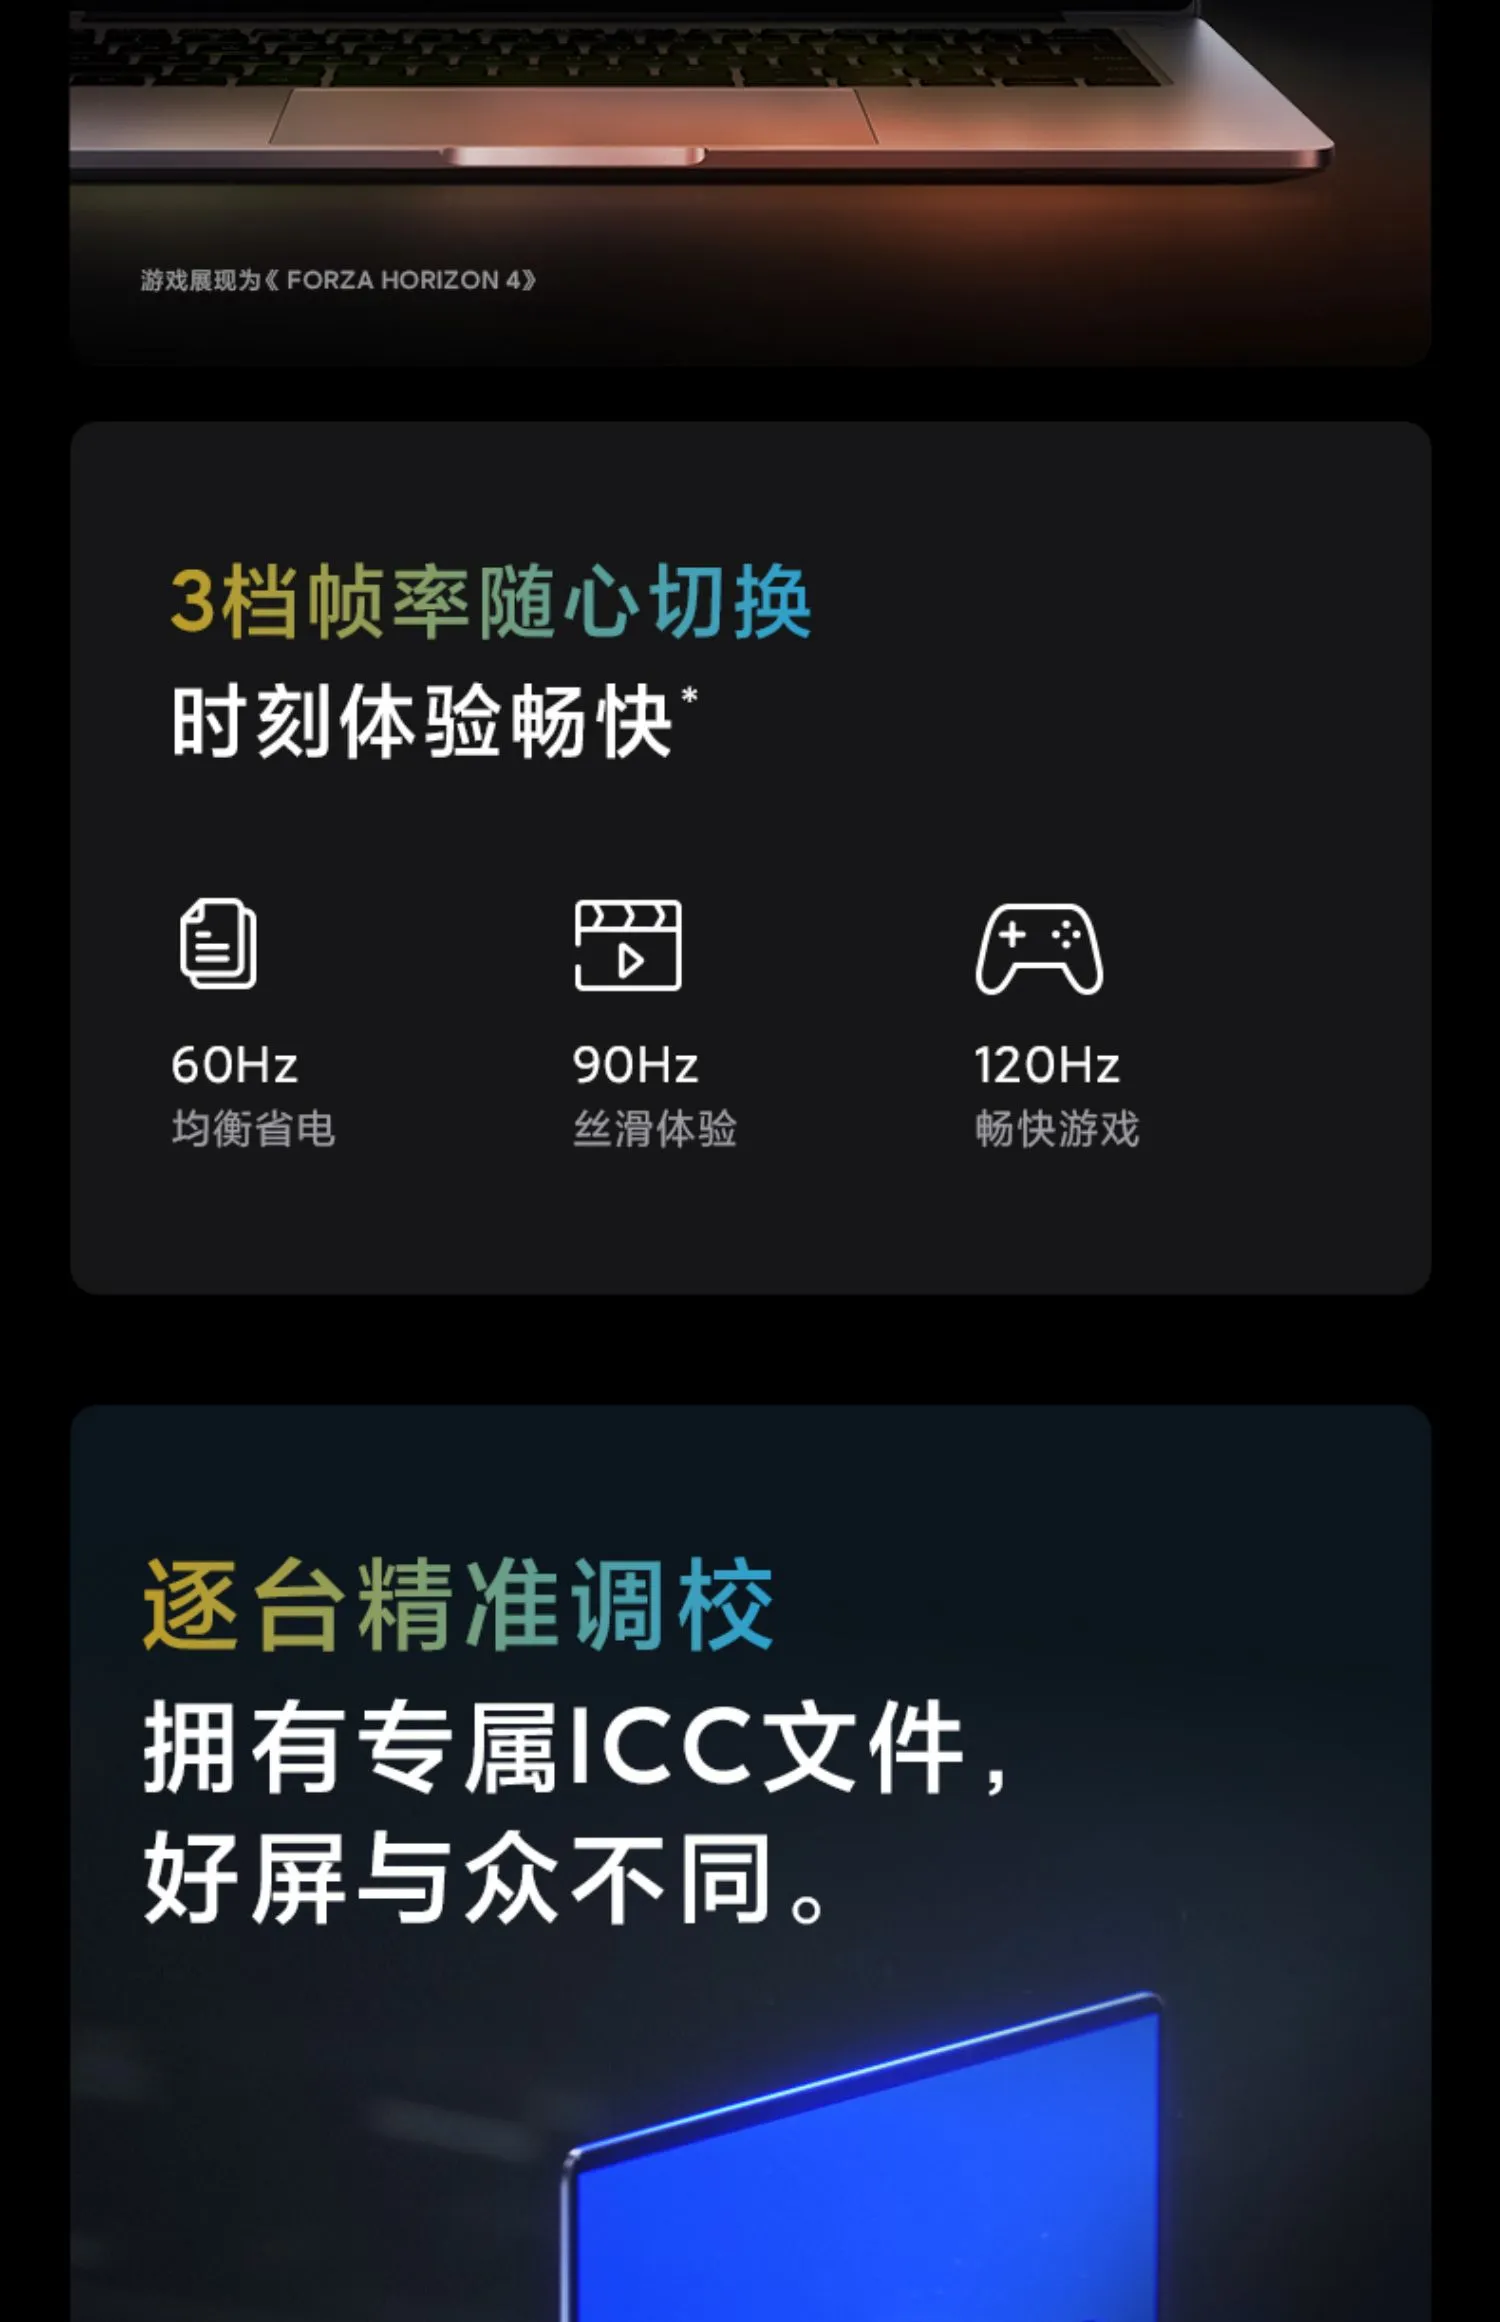 游戏展现为《 FORZA HORIZON 4》
3档帧率随心切换
时刻体验畅快*
60Hz
均衡省电
90Hz
丝滑体验
120Hz
畅快游戏
逐台精准调校
拥有专属ICC文件，
好屏与众不同。